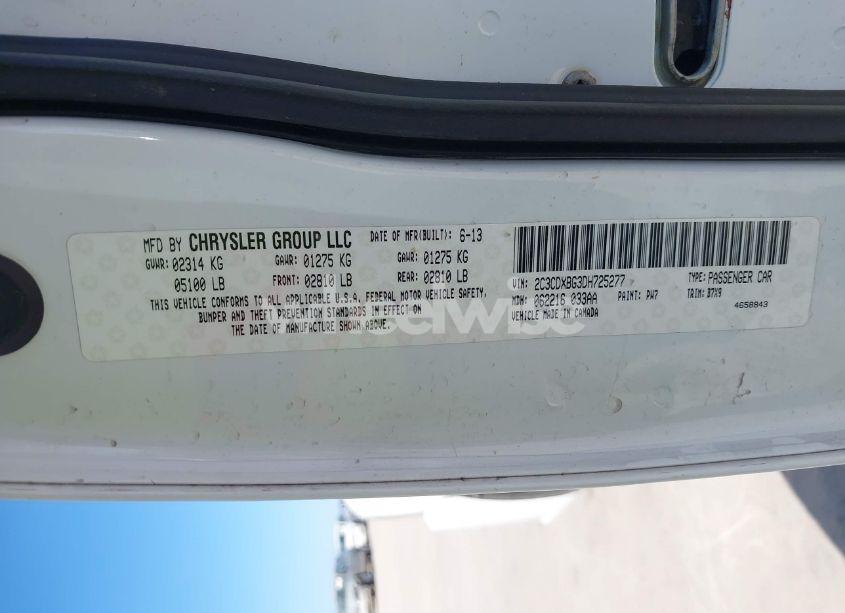 MFD BY CHRYSLER GROUP LLC DATE OF MFR(BUILT): 6-13
GVWR: 02314 KG GAWR: 01275 KG GAWR: 01275 KG
05100 LB FRONT: 02810 LB REAR: 02810 LB
THIS VEHICLE CONFORMS TO ALL APPLICABLE U.S.A. FEDERAL MOTOR VEHICLE SAFETY,
BUMPER AND THEFT PREVENTION STANDARDS IN EFFECT ON
THE DATE OF MANUFACTURE SHOWN ABOVE.
VIN: 2C3CDXBG3DH725277 TYPE: PASSENGER CAR
MDH: 062216 033AA PAINT: PW7 TRIM: B7X9
VEHICLE MADE IN CANADA 4658843